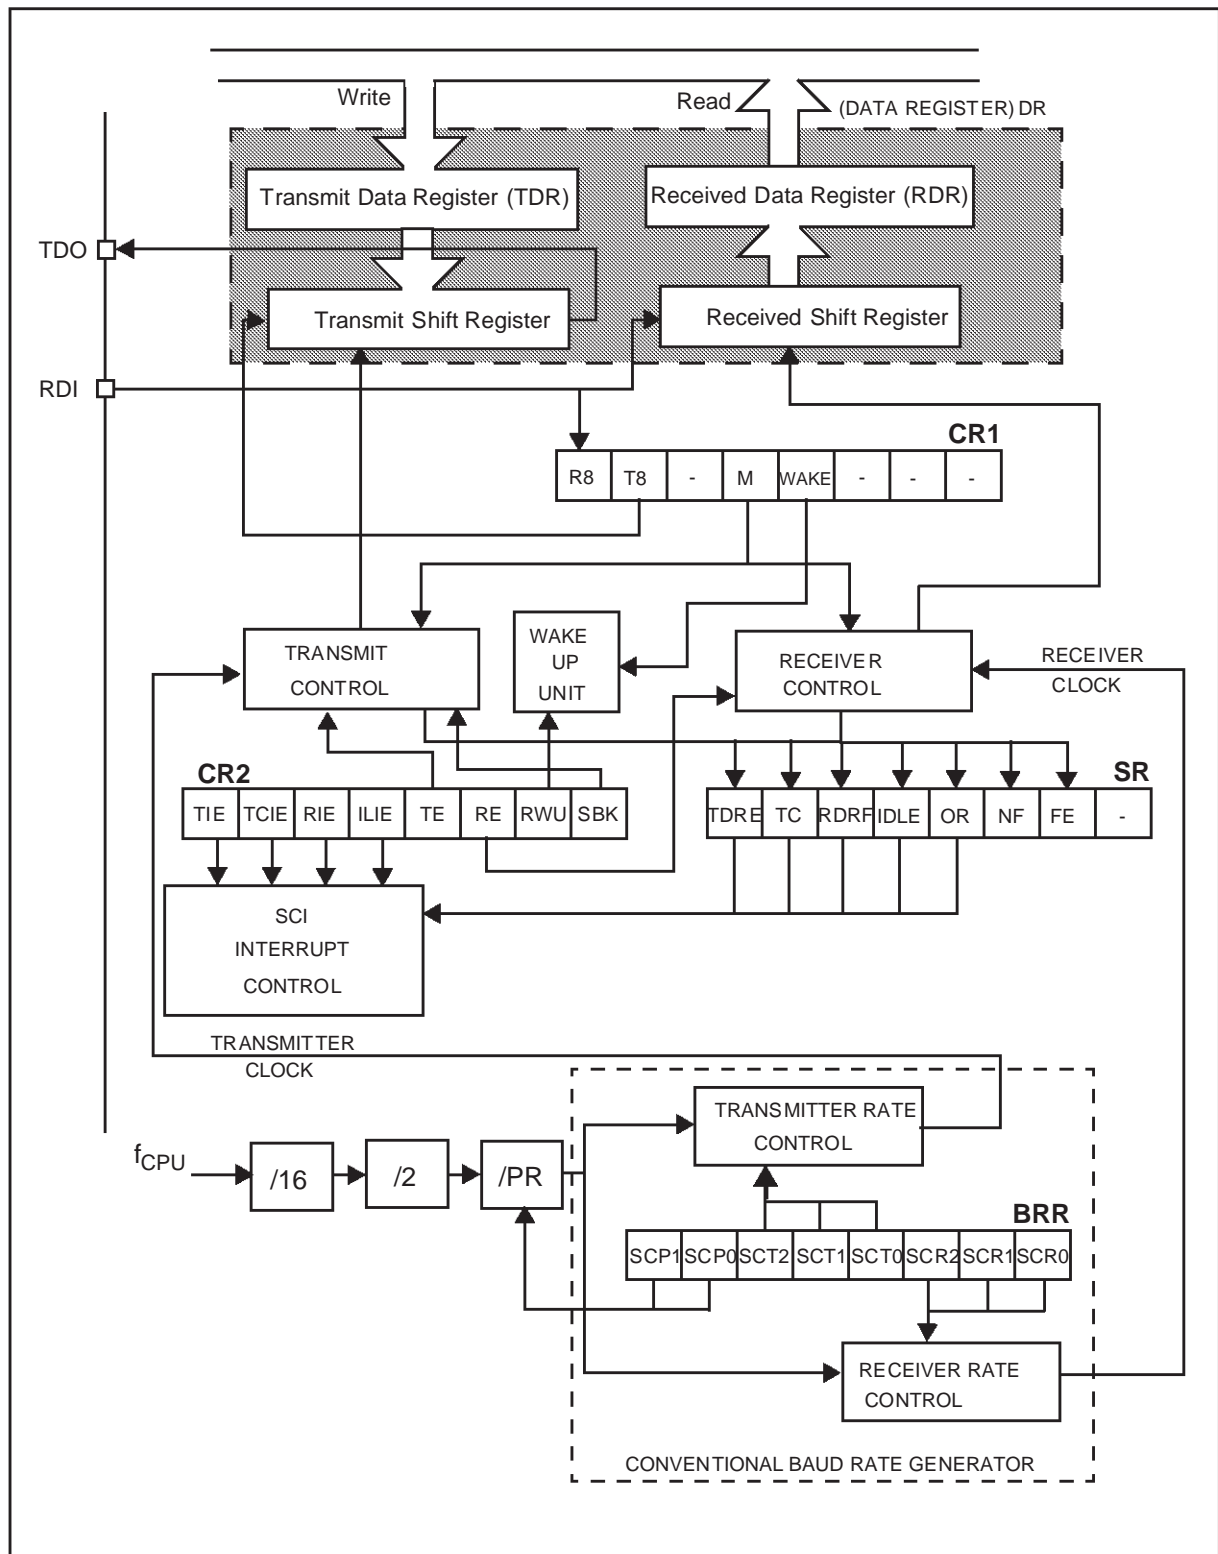 Write
Read
(DATA REGISTER) DR
Transmit Data Register (TDR)
Received Data Register (RDR)
TDO
Transmit Shift Register
Received Shift Register
RDI
CR1
R8 T8 - M WAKE - - -
TRANSMIT
CONTROL
WAKE
UP
UNIT
RECEIVER
CONTROL
RECEIVER
CLOCK
CR2
SR
TIE TCIE RIE ILIE TE RE RWU SBK
TDRE TC RDRF IDLE OR NF FE -
SCI
INTERRUPT
CONTROL
TRANSMITTER
CLOCK
TRANSMITTER RATE
CONTROL
fCPU
/16
/2
/PR
BRR
SCP1 SCP0 SCT2 SCT1 SCT0 SCR2 SCR1 SCR0
RECEIVER RATE
CONTROL
CONVENTIONAL BAUD RATE GENERATOR